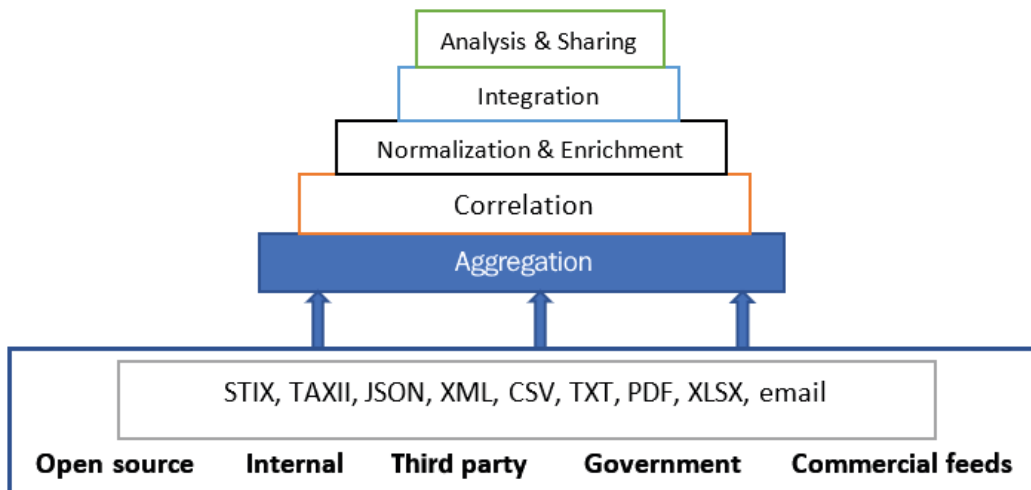 Analysis & Sharing
Integration
Normalization & Enrichment
Correlation
Aggregation
STIX, TAXII, JSON, XML, CSV, TXT, PDF, XLSX, email
Open source Internal Third party Government Commercial feeds